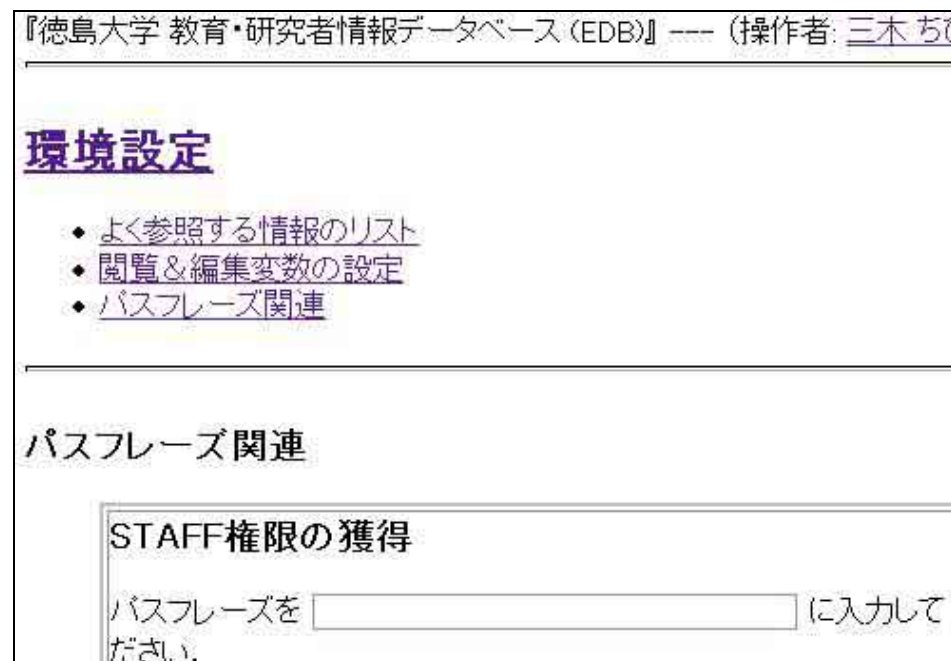 『徳島大学 教育・研究者情報データベース (EDB)』 --- (操作者: 三木 ち
環境設定
• よく参照する情報のリスト
• 閲覧＆編集変数の設定
• パスフレーズ関連
パスフレーズ関連
STAFF権限の獲得
パスフレーズを に入力して
ださい.